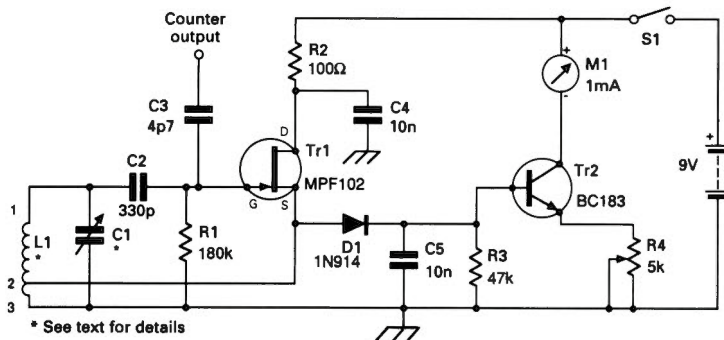 Counter
output
S1
R2
100Ω
+
M1
1mA
-
C3
4p7
C4
10n
D
Tr1
MPF102
G
S
C2
330p
Tr2
BC183
+
9V
1
L1
*
2
3
C1
*
R1
180k
D1
1N914
C5
10n
R3
47k
R4
5k
* See text for details